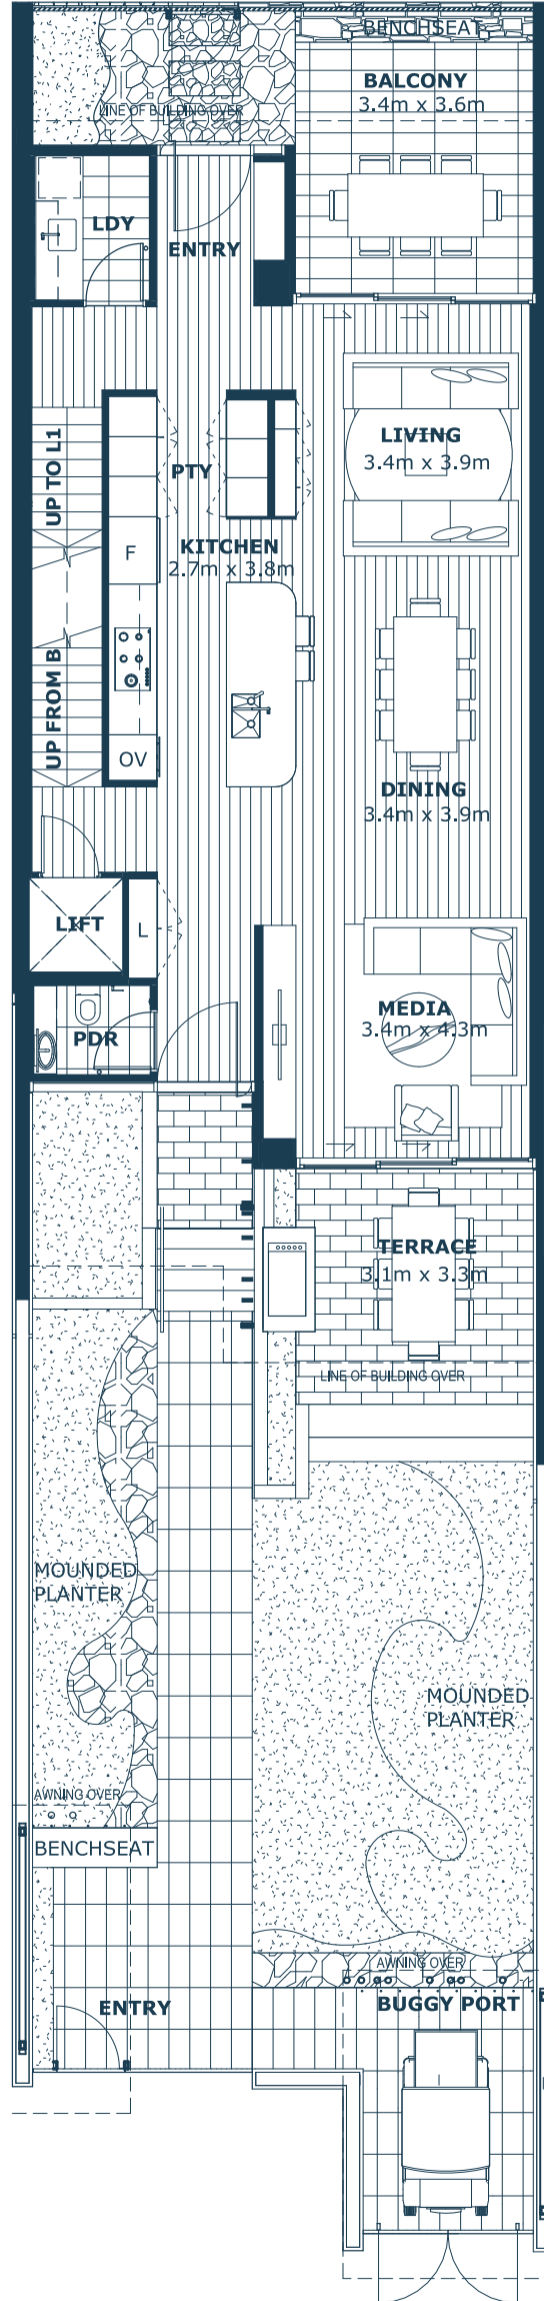 BENCHSEAT
BALCONY
3.4m x 3.6m
LINE OF BUILDING OVER
LDY
ENTRY
LIVING
3.4m x 3.9m
UP TO L1
PTY
F
KITCHEN
2.7m x 3.8m
UP FROM B
OV
DINING
3.4m x 3.9m
LIFT
L
MEDIA
3.4m x 4.3m
PDR
TERRACE
3.1m x 3.3m
LINE OF BUILDING OVER
MOUNDED
PLANTER
MOUNDED
PLANTER
AWNING OVER
BENCHSEAT
AWNING OVER
ENTRY
BUGGY PORT